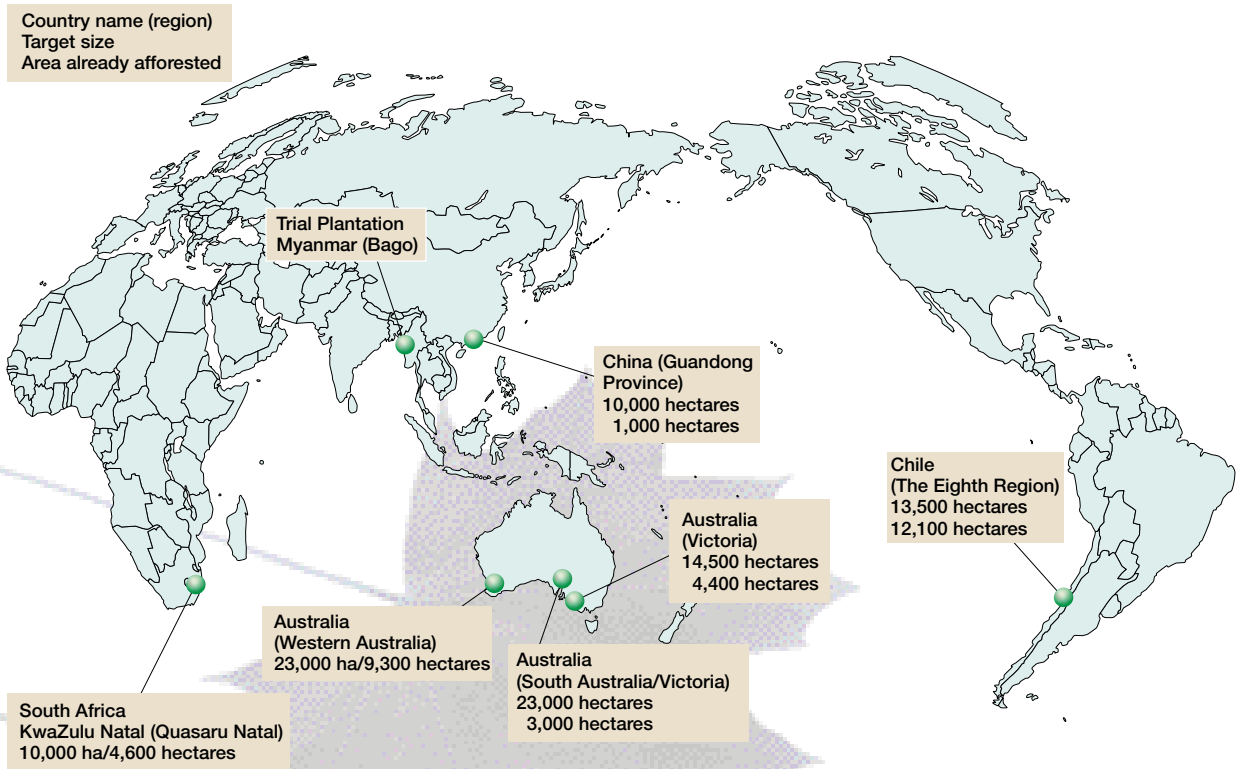 Country name (region)
Target size
Area already afforested
Trial Plantation
Myanmar (Bago)
China (Guandong
Province)
10,000 hectares
1,000 hectares
Chile
(The Eighth Region)
13,500 hectares
12,100 hectares
Australia
(Victoria)
14,500 hectares
4,400 hectares
Australia
(Western Australia)
23,000 ha/9,300 hectares
Australia
(South Australia/Victoria)
23,000 hectares
3,000 hectares
South Africa
KwaZulu Natal (Quasaru Natal)
10,000 ha/4,600 hectares